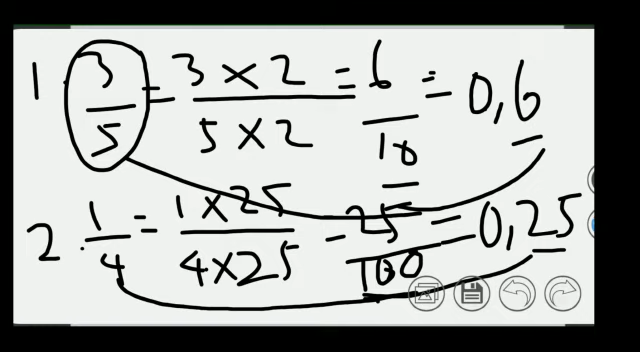 1. 3/5 = 3 × 2 / 5 × 2 = 6/10 = 0,6
2. 1/4 = 1 × 25 / 4 × 25 = 25/100 = 0,25